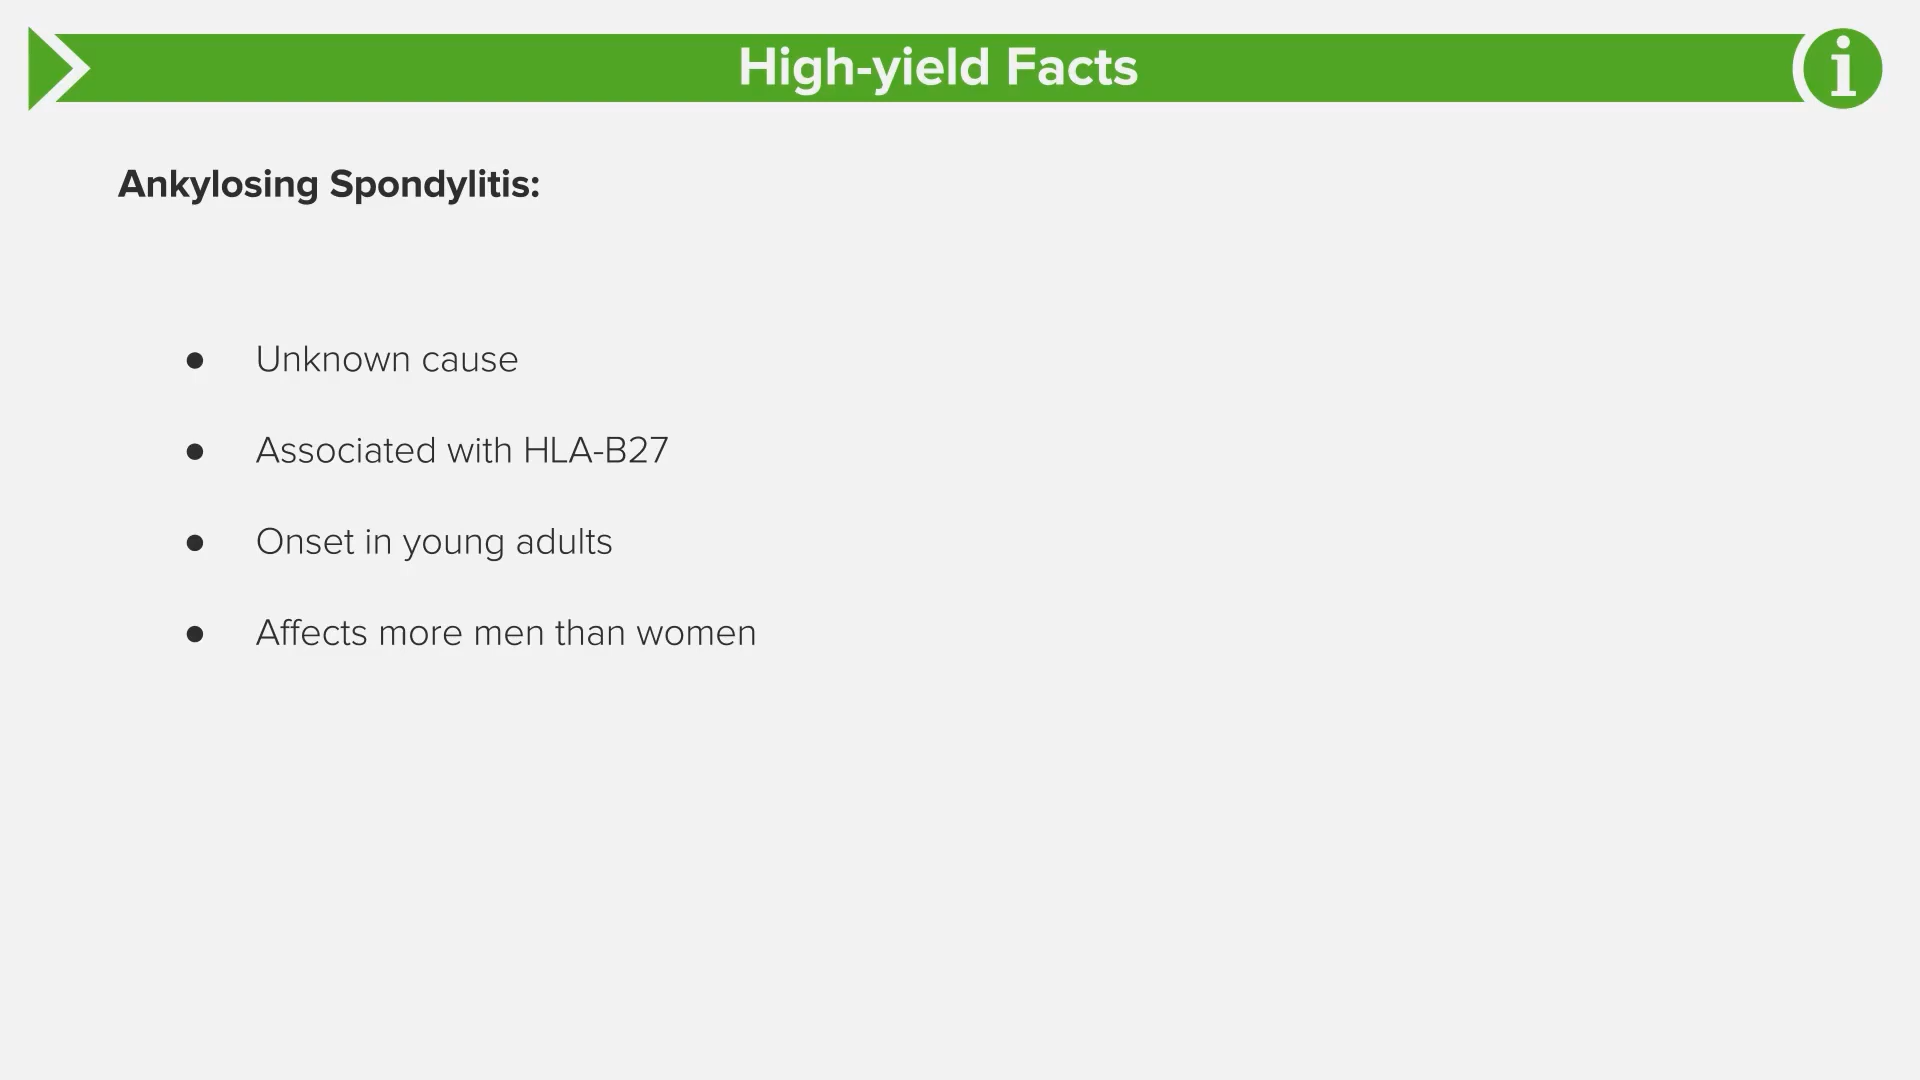 High-yield Facts
i
Ankylosing Spondylitis:
● Unknown cause
● Associated with HLA-B27
● Onset in young adults
● Affects more men than women